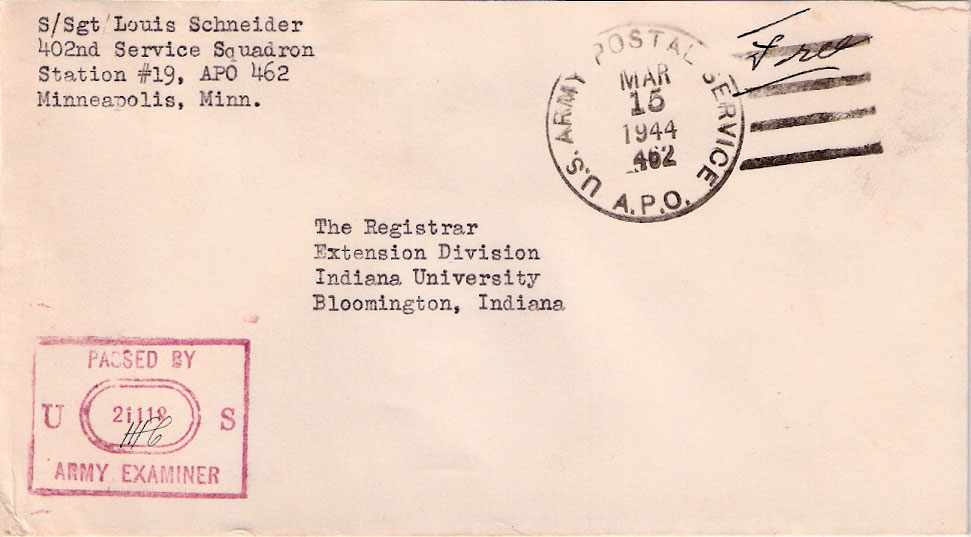 S/Sgt Louis Schneider
402nd Service Squadron
Station #19, APO 462
Minneapolis, Minn.
U.S. ARMY POSTAL SERVICE
MAR
15
1944
462
A.P.O.
Free
The Registrar
Extension Division
Indiana University
Bloomington, Indiana
PASSED BY
U 21118 S
ARMY EXAMINER